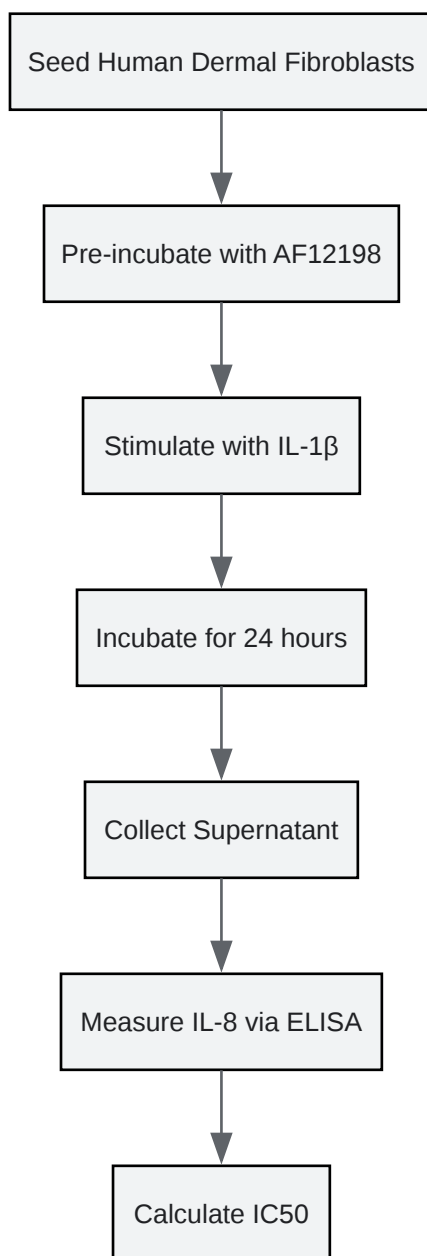 Seed Human Dermal Fibroblasts
Pre-incubate with AF12198
Stimulate with IL-1β
Incubate for 24 hours
Collect Supernatant
Measure IL-8 via ELISA
Calculate IC50